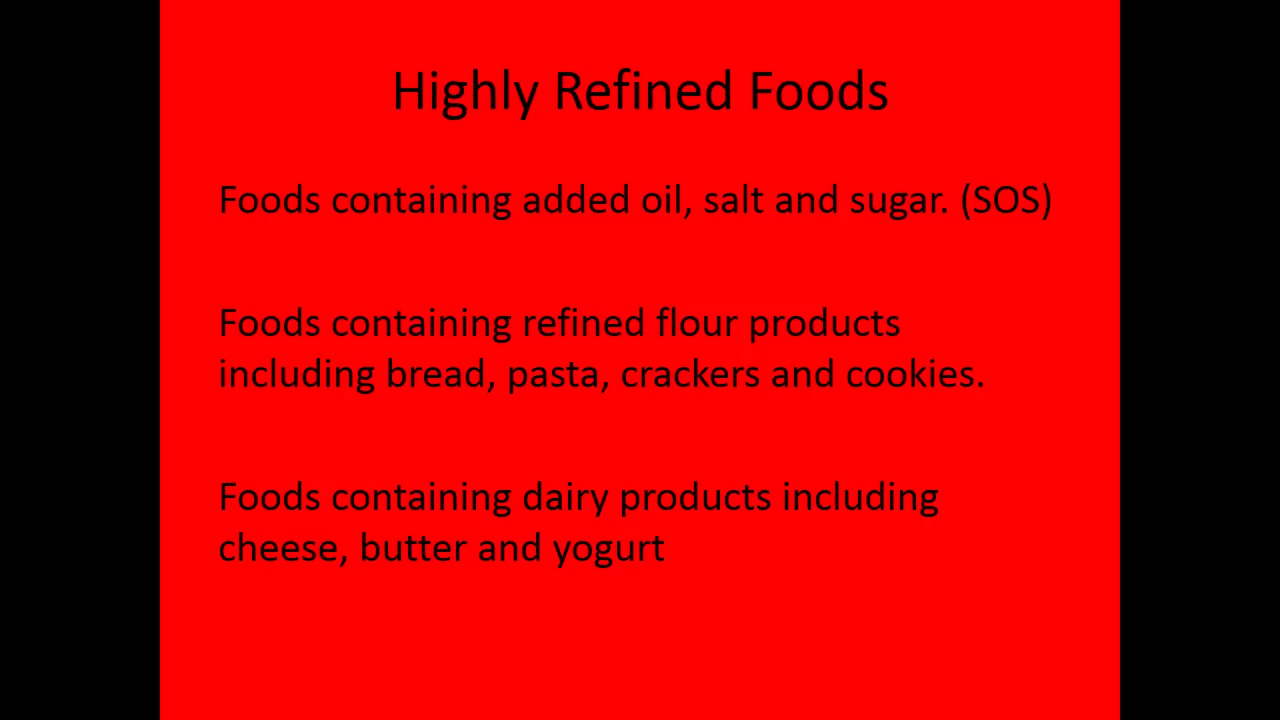 Highly Refined Foods
Foods containing added oil, salt and sugar. (SOS)
Foods containing refined flour products
including bread, pasta, crackers and cookies.
Foods containing dairy products including
cheese, butter and yogurt